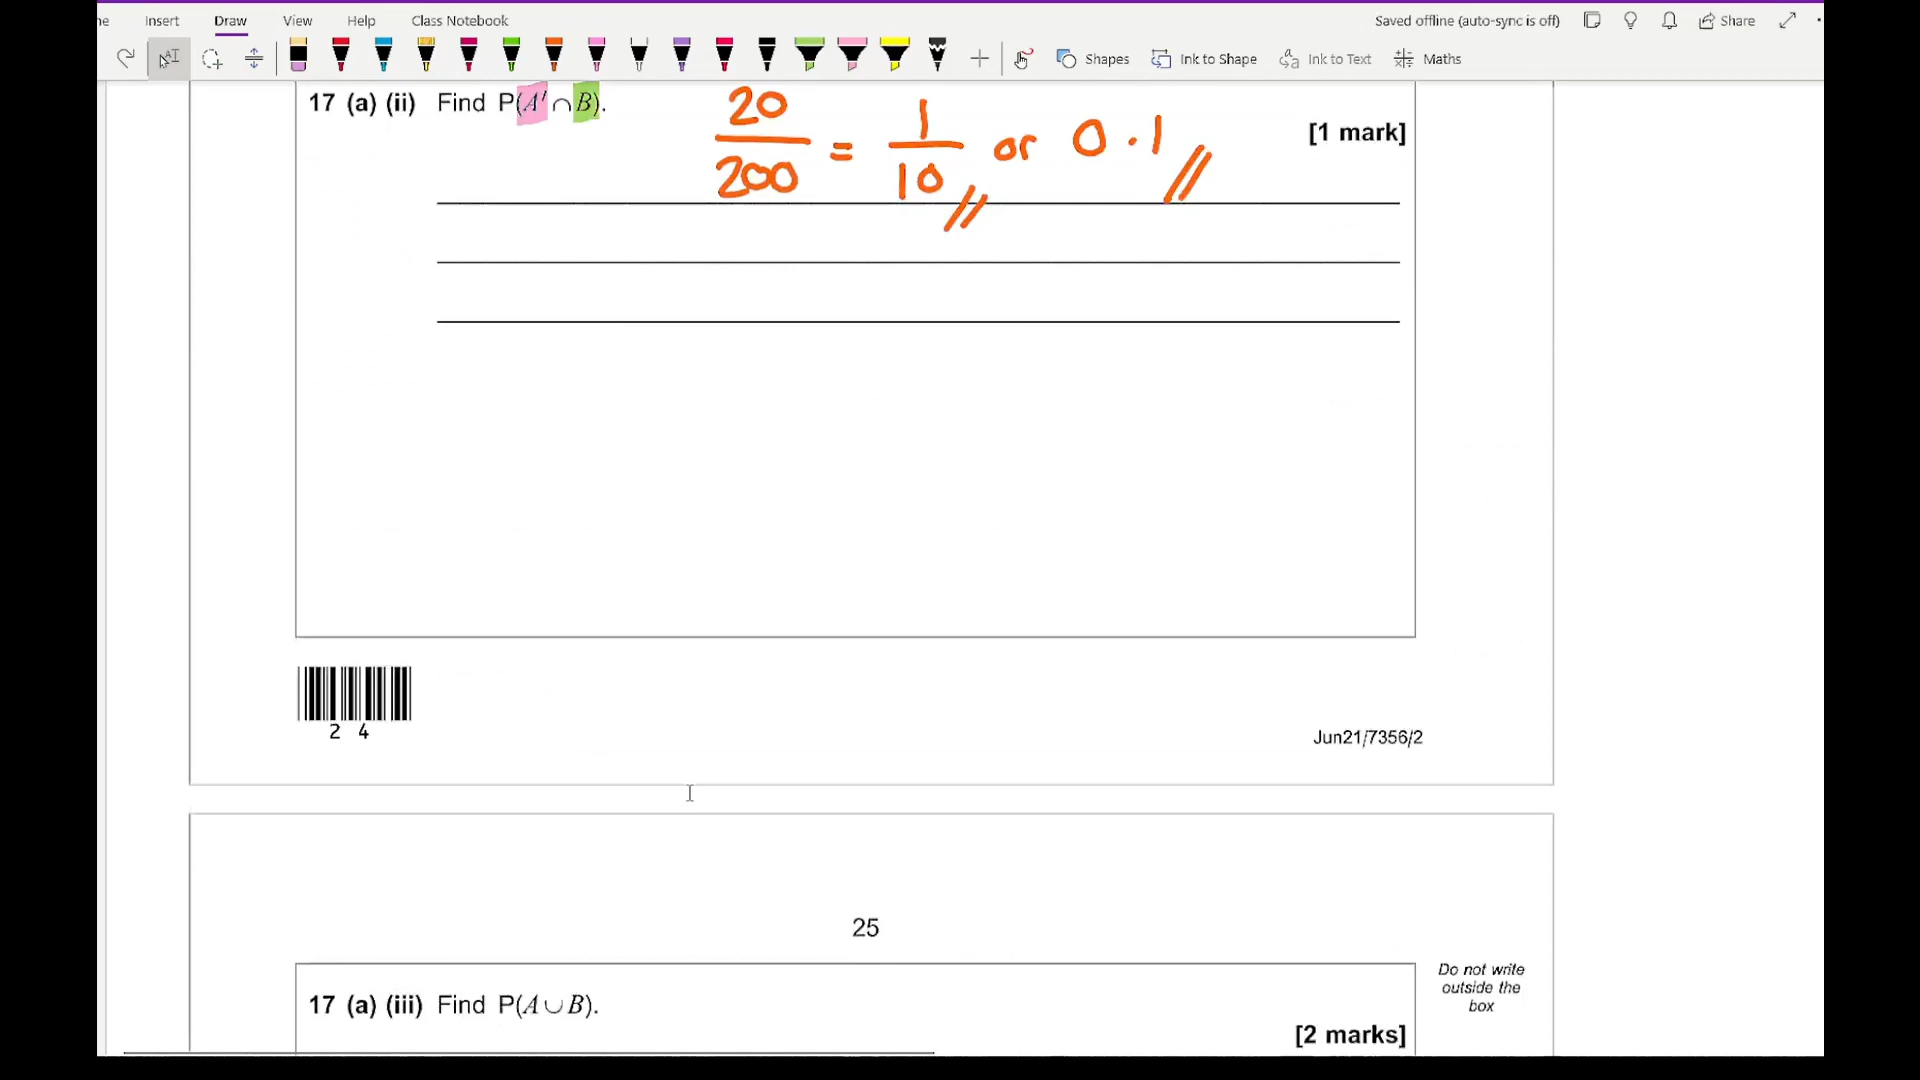 Insert Draw View Help Class Notebook Saved offline (auto-sync is off) Share
Shapes Ink to Shape Ink to Text Maths
17 (a) (ii) Find P(A′∩B).
[1 mark]
20/200 = 1/10 or 0·1
2 4
Jun21/7356/2
25
17 (a) (iii) Find P(A∪B).
[2 marks]
Do not write
outside the
box